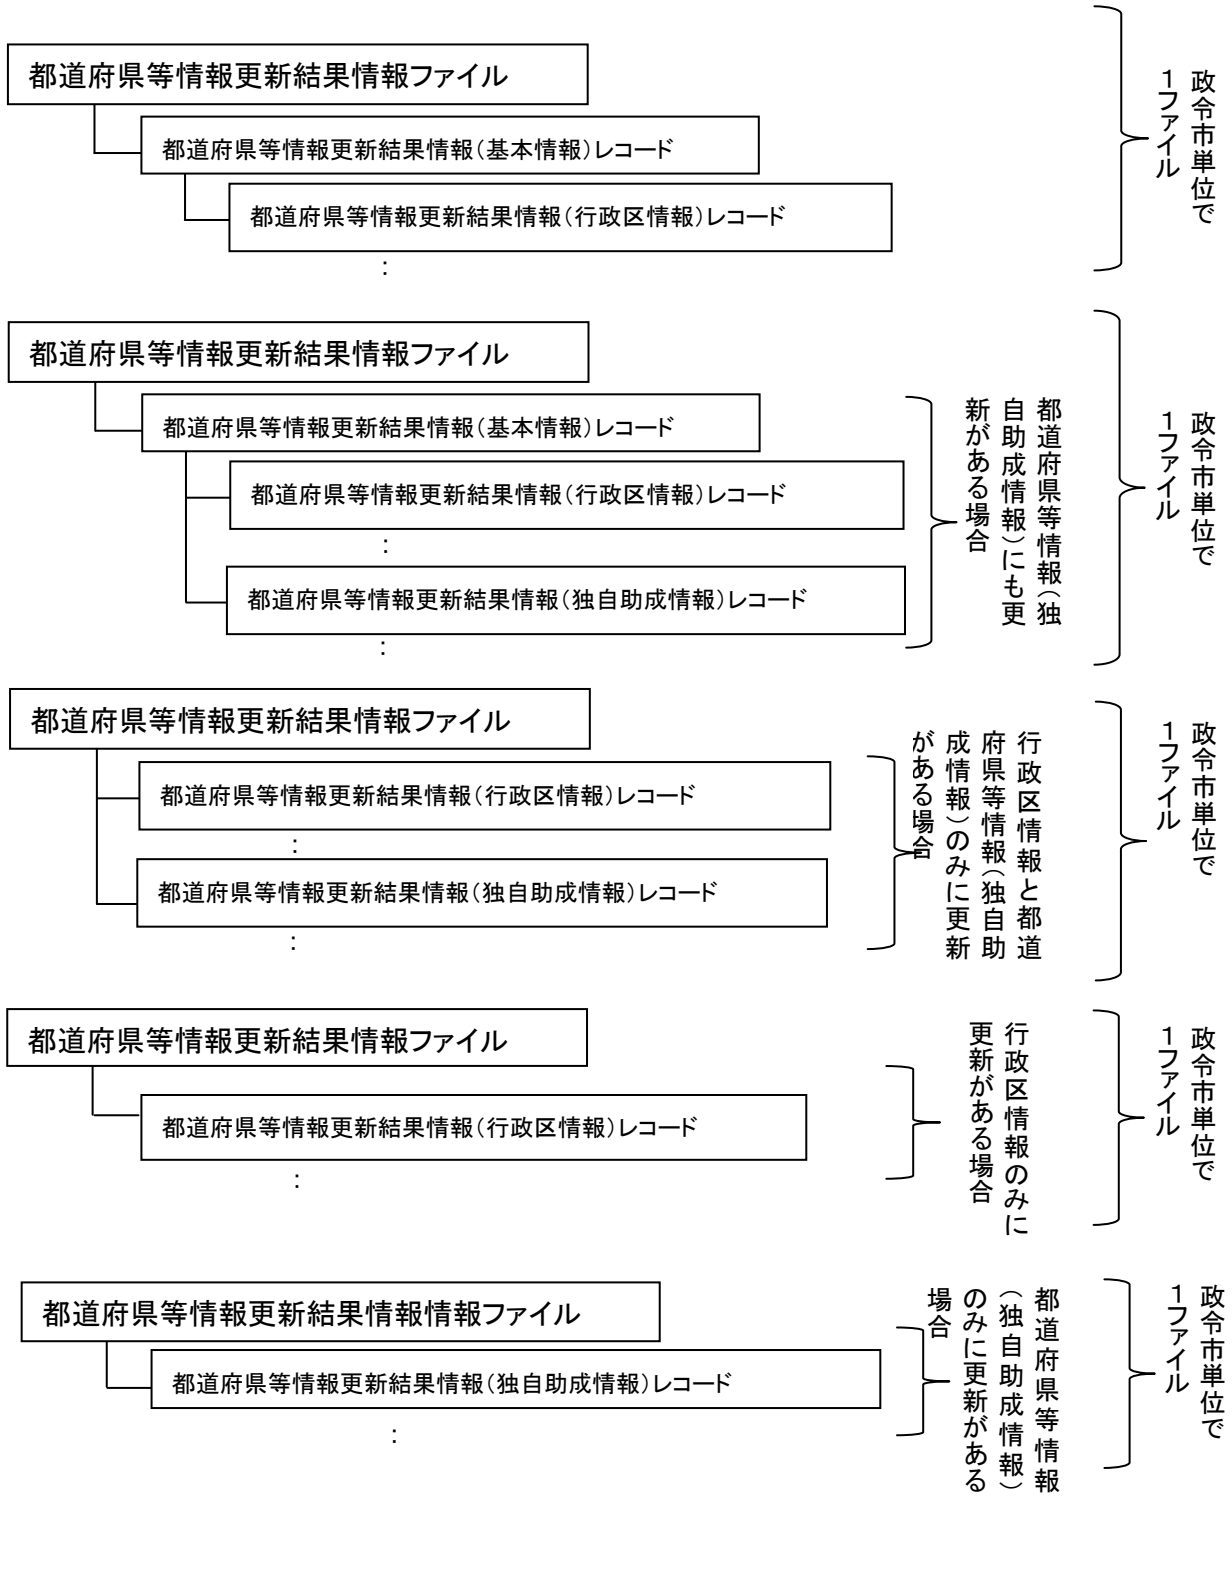 都道府県等情報更新結果情報ファイル
都道府県等情報更新結果情報（基本情報）レコード
都道府県等情報更新結果情報（行政区情報）レコード
：
政令市単位で
１ファイル
都道府県等情報更新結果情報ファイル
都道府県等情報更新結果情報（基本情報）レコード
都道府県等情報更新結果情報（行政区情報）レコード
：
都道府県等情報更新結果情報（独自助成情報）レコード
：
都道府県等情報（独
自助成情報）にも更
新がある場合
政令市単位で
１ファイル
都道府県等情報更新結果情報ファイル
都道府県等情報更新結果情報（行政区情報）レコード
：
都道府県等情報更新結果情報（独自助成情報）レコード
：
行政区情報と都道
府県等情報（独自助
成情報）のみに更新
がある場合
政令市単位で
１ファイル
都道府県等情報更新結果情報ファイル
都道府県等情報更新結果情報（行政区情報）レコード
：
行政区情報のみに
更新がある場合
政令市単位で
１ファイル
都道府県等情報更新結果情報情報ファイル
都道府県等情報更新結果情報（独自助成情報）レコード
：
都道府県等情報
（独自助成情報）
のみに更新がある
場合
政令市単位で
１ファイル